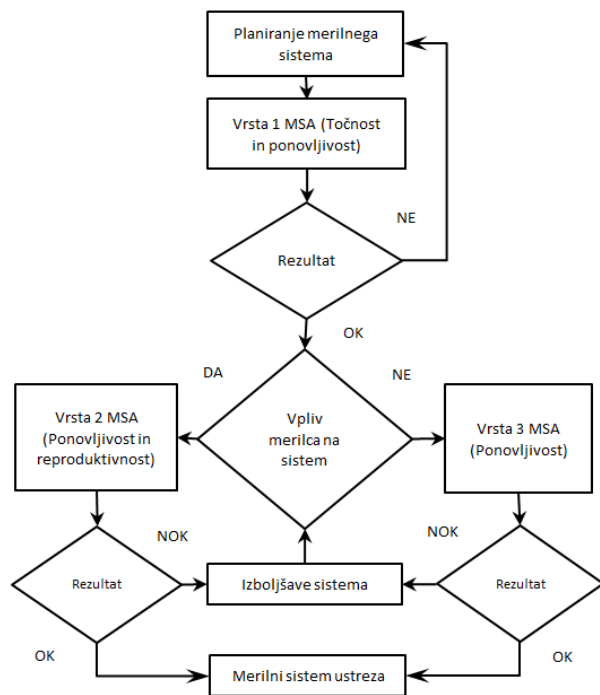 Planiranje merilnega
sistema
Vrsta 1 MSA (Točnost
in ponovljivost)
NE
Rezultat
OK
DA
NE
Vrsta 2 MSA
(Ponovljivost in
reproduktivnost)
Vpliv
merilca na
sistem
Vrsta 3 MSA
(Ponovljivost)
NOK
NOK
Rezultat
Izboljšave sistema
Rezultat
OK
OK
Merilni sistem ustreza